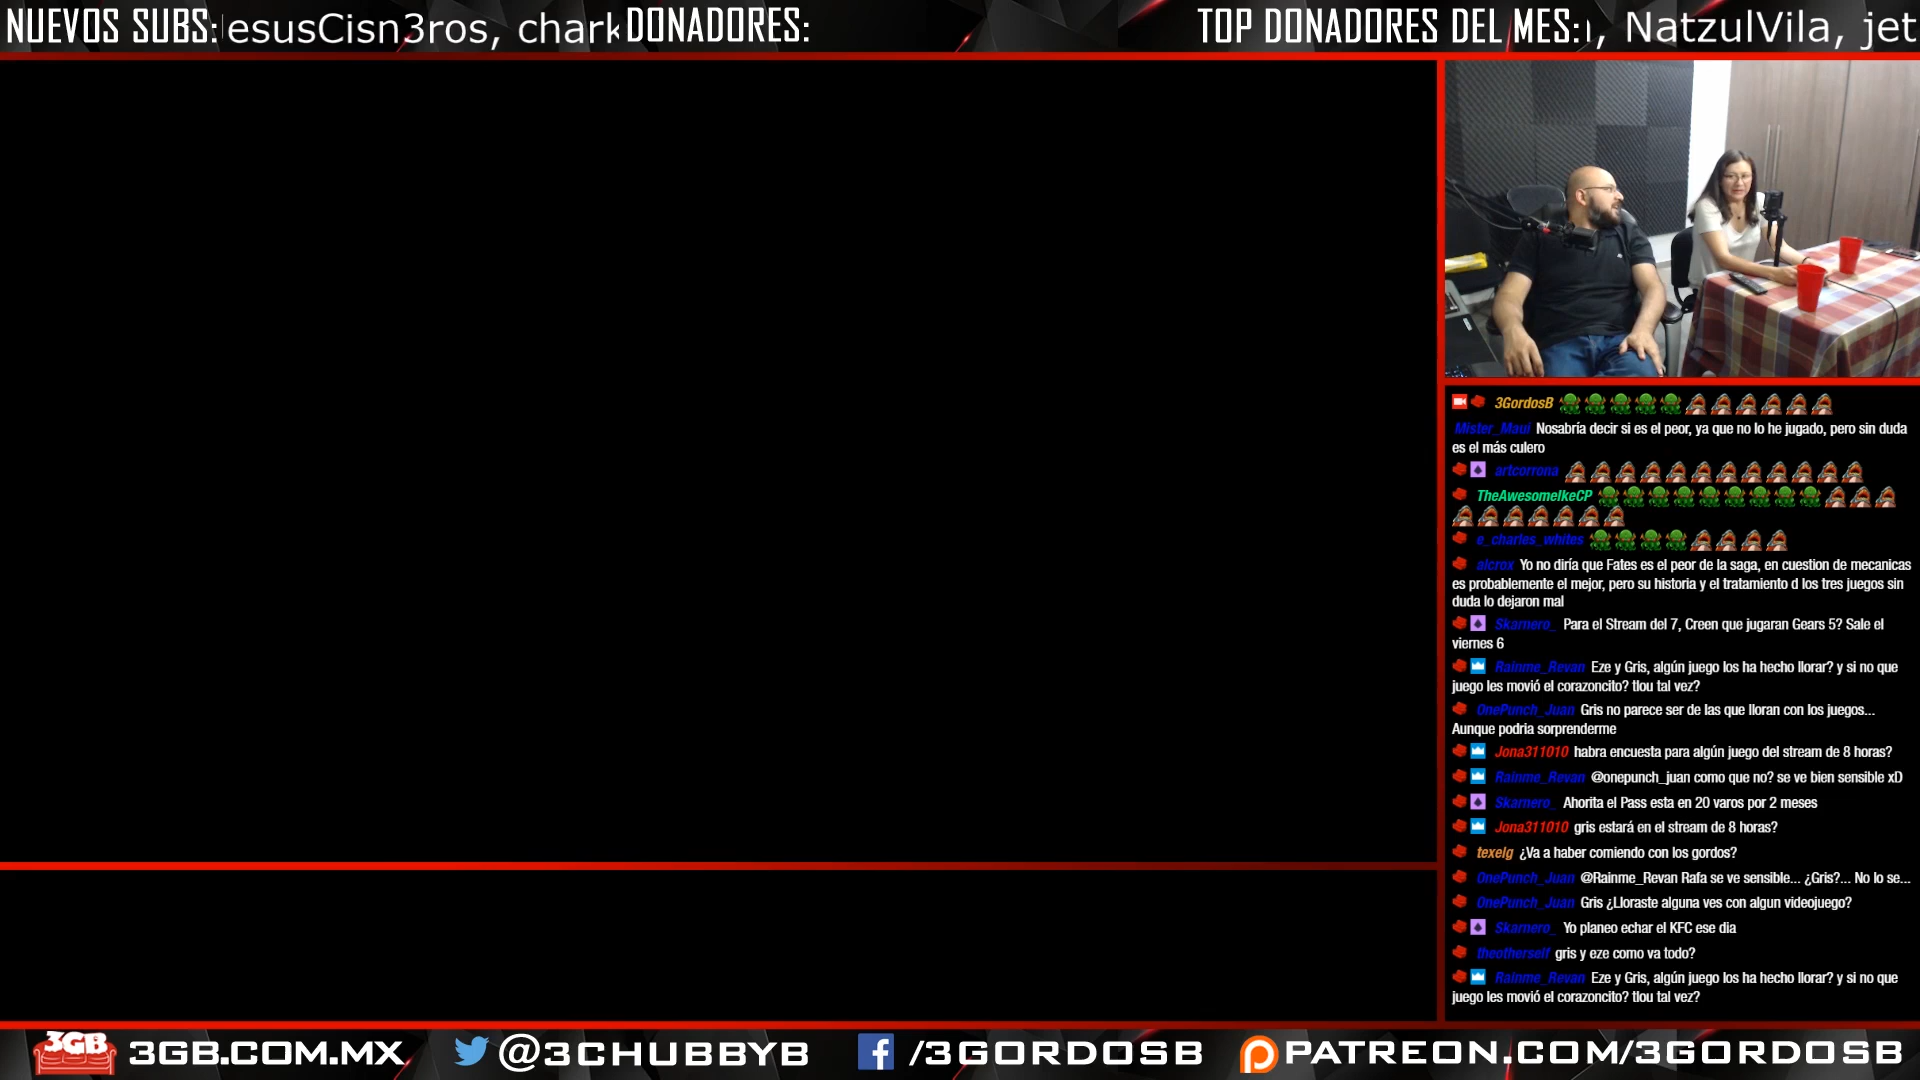 NUEVOS SUBS: esusCisn3ros, chark DONADORES: TOP DONADORES DEL MES: , NatzulVila, jet
3GordosB
Mister_Maui Nosabría decir si es el peor, ya que no lo he jugado, pero sin duda
es el más culero
artcorrona
TheAwesomeIkeCP
e_charles_whites
alcrox Yo no diría que Fates es el peor de la saga, en cuestion de mecanicas
es probablemente el mejor, pero su historia y el tratamiento d los tres juegos sin
duda lo dejaron mal
Skarnero_ Para el Stream del 7, Creen que jugaran Gears 5? Sale el
viernes 6
Rainme_Revan Eze y Gris, algún juego los ha hecho llorar? y si no que
juego les movió el corazoncito? tlou tal vez?
OnePunch_Juan Gris no parece ser de las que lloran con los juegos...
Aunque podria sorprenderme
Jona311010 habra encuesta para algún juego del stream de 8 horas?
Rainme_Revan @onepunch_juan como que no? se ve bien sensible xD
Skarnero_ Ahorita el Pass esta en 20 varos por 2 meses
Jona311010 gris estará en el stream de 8 horas?
texelg ¿Va a haber comiendo con los gordos?
OnePunch_Juan @Rainme_Revan Rafa se ve sensible... ¿Gris?... No lo se...
OnePunch_Juan Gris ¿Lloraste alguna ves con algun videojuego?
Skarnero_ Yo planeo echar el KFC ese dia
theotherself gris y eze como va todo?
Rainme_Revan Eze y Gris, algún juego los ha hecho llorar? y si no que
juego les movió el corazoncito? tlou tal vez?
3GB 3GB.COM.MX @3CHUBBYB /3GORDOSB PATREON.COM/3GORDOSB